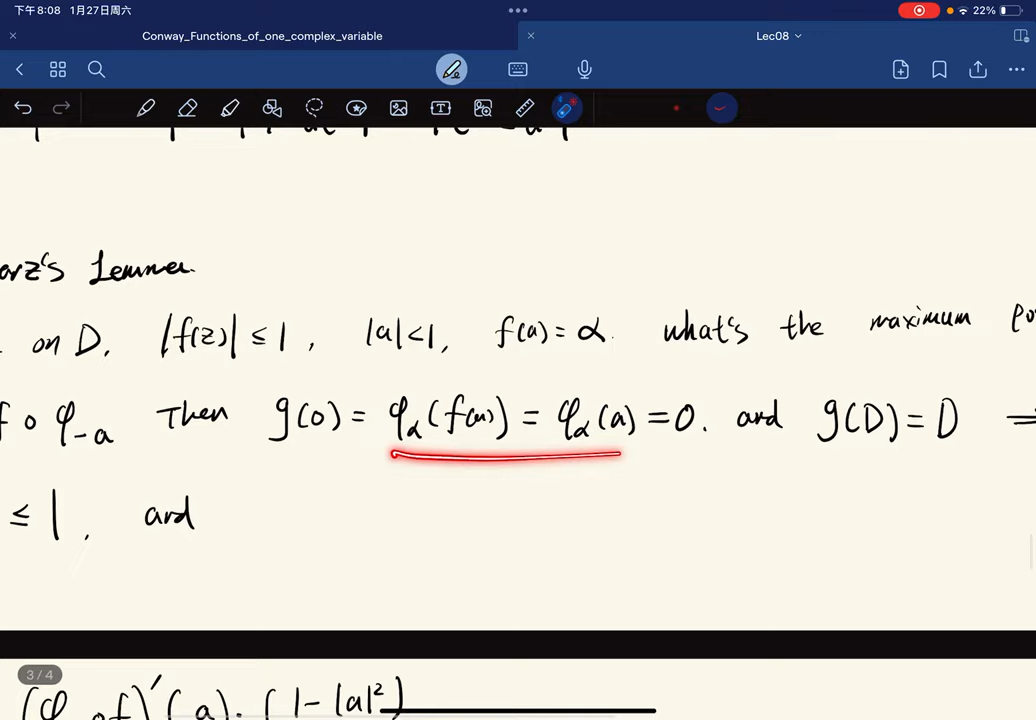 下午8:08 1月27日周六
22%
Conway_Functions_of_one_complex_variable
Lec08
arz's Lemma.
on D. |f(z)| ≤ 1, |a|<1, f(a)=α. what's the maximum po
f∘φ₋ₐ Then g(0) = φ_α(f(a)) = φ_α(a) = 0. and g(D) = D
≤ 1, and
3/4
(φ_α∘f)'(a)·(1-|a|²)